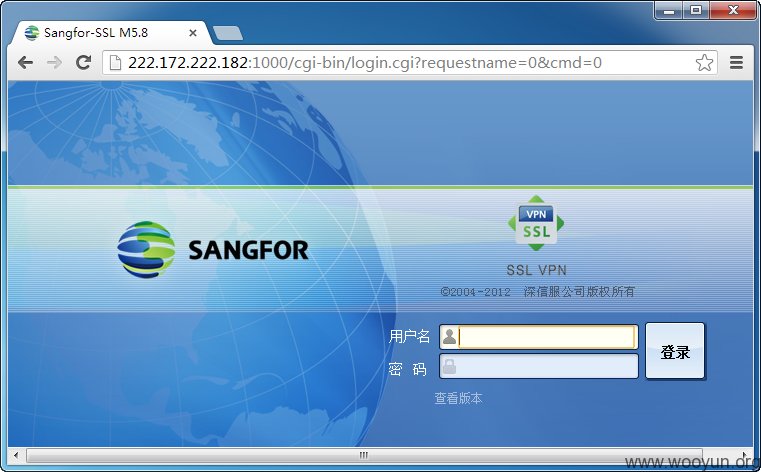 Sangfor-SSL M5.8
222.172.222.182:1000/cgi-bin/login.cgi?requestname=0&cmd=0
SANGFOR
VPN
SSL
SSL VPN
©2004-2012 深信服公司版权所有
用户名
密 码
登录
查看版本
www.wooyun.org